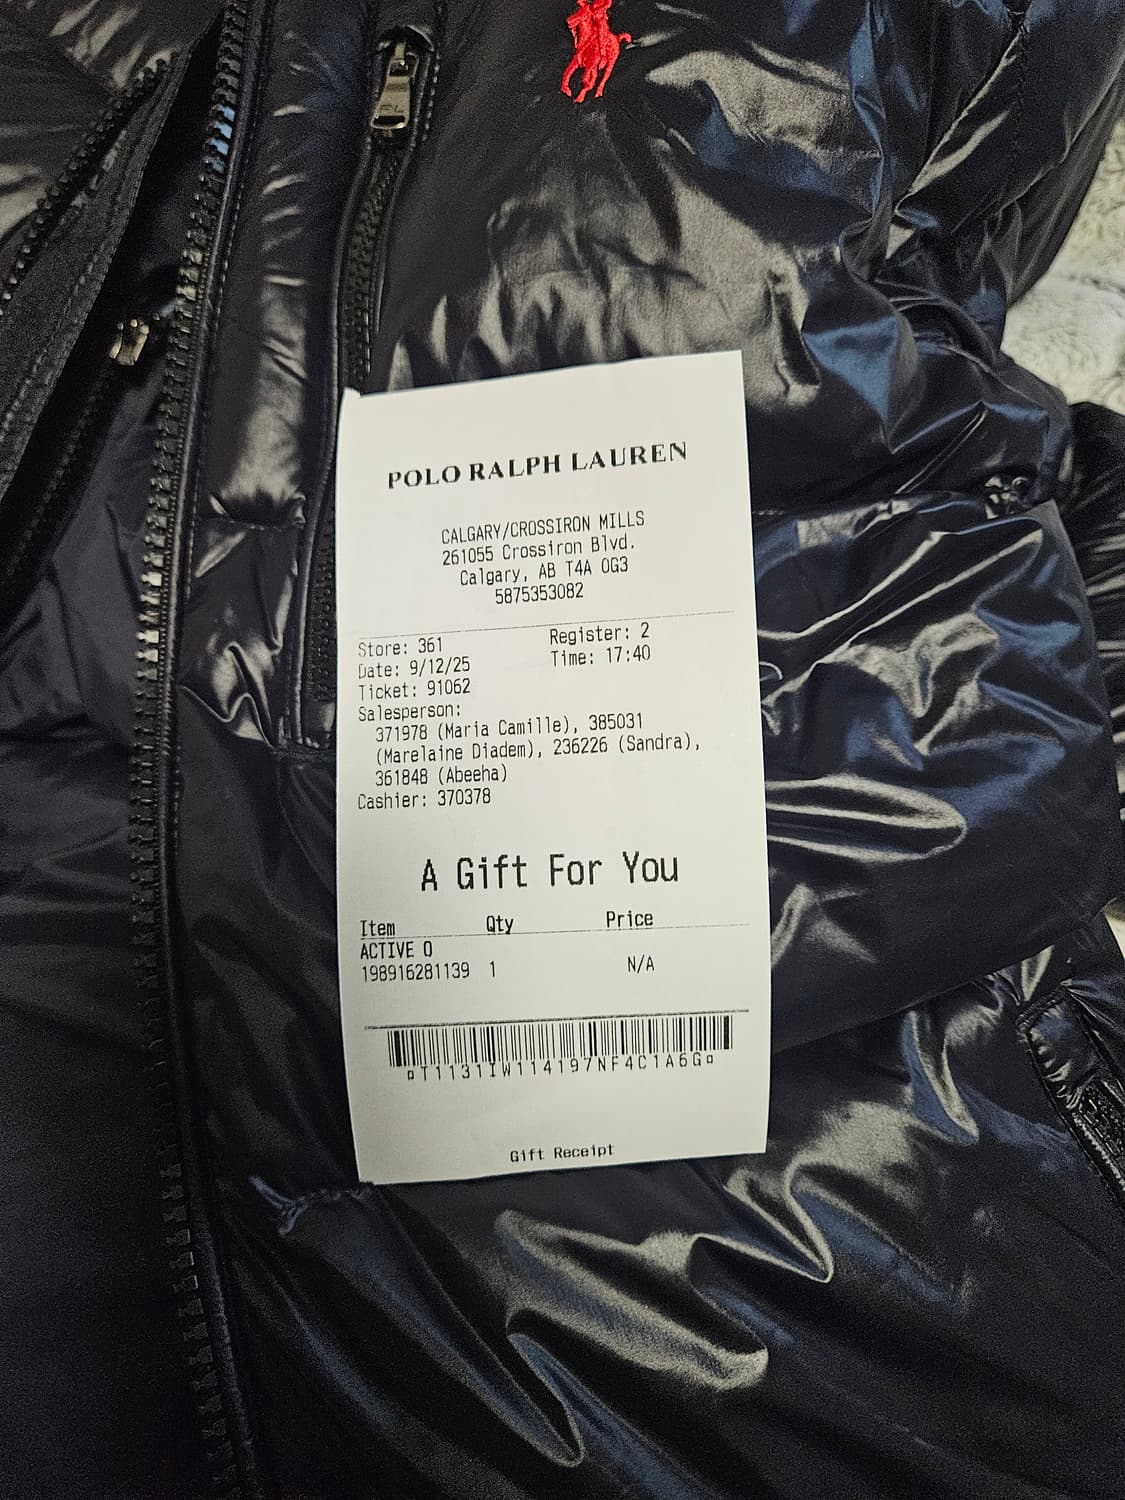 POLO RALPH LAUREN
CALGARY/CROSSIRON MILLS
261055 Crossiron Blvd.
Calgary, AB T4A 0G3
5875353082
Store: 361 Register: 2
Date: 9/12/25 Time: 17:40
Ticket: 91062
Salesperson:
371978 (Maria Camille), 385031
(Marelaine Diadem), 236226 (Sandra),
361848 (Abeeha)
Cashier: 370378
A Gift For You
Item Qty Price
ACTIVE O
198916281139 1 N/A
¤T1131IW114197NF4C1A6G¤
Gift Receipt